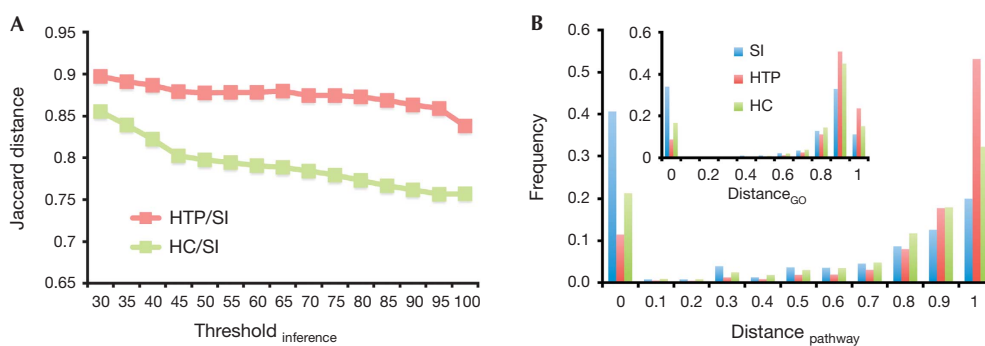 A
0.95
0.9
0.85
0.8
0.75
0.7
0.65
Jaccard distance
HTP/SI
HC/SI
30 35 40 45 50 55 60 65 70 75 80 85 90 95 100
Threshold inference
B
0.6
0.5
0.4
0.3
0.2
0.1
0.0
Frequency
0.6
0.4
0.2
0
SI
HTP
HC
0 0.2 0.4 0.6 0.8 1
Distance GO
0 0.1 0.2 0.3 0.4 0.5 0.6 0.7 0.8 0.9 1
Distance pathway